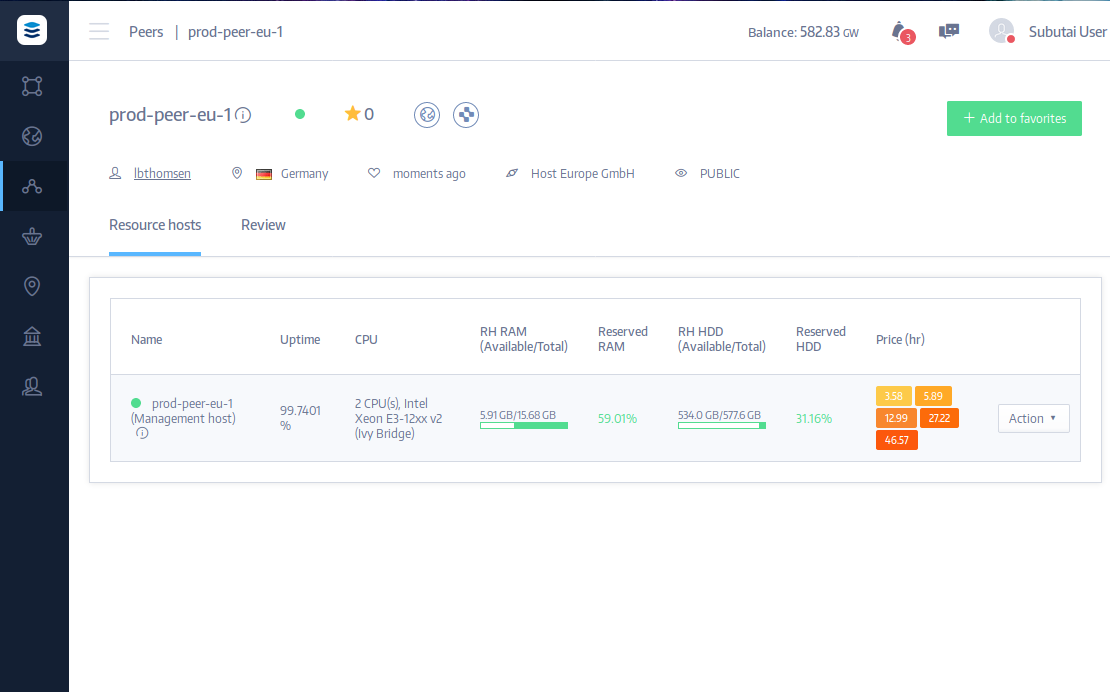 Peers | prod-peer-eu-1
Balance: 582.83 GW
3
Subutai User
prod-peer-eu-1
0
+ Add to favorites
lbthomsen
Germany
moments ago
Host Europe GmbH
PUBLIC
Resource hosts
Review
Name
Uptime
CPU
RH RAM
(Available/Total)
Reserved
RAM
RH HDD
(Available/Total)
Reserved
HDD
Price (hr)
prod-peer-eu-1
(Management host)
99.7401
%
2 CPU(s), Intel
Xeon E3-12xx v2
(Ivy Bridge)
5.91 GB/15.68 GB
59.01%
534.0 GB/577.6 GB
31.16%
3.58 5.89
12.99 27.22
46.57
Action